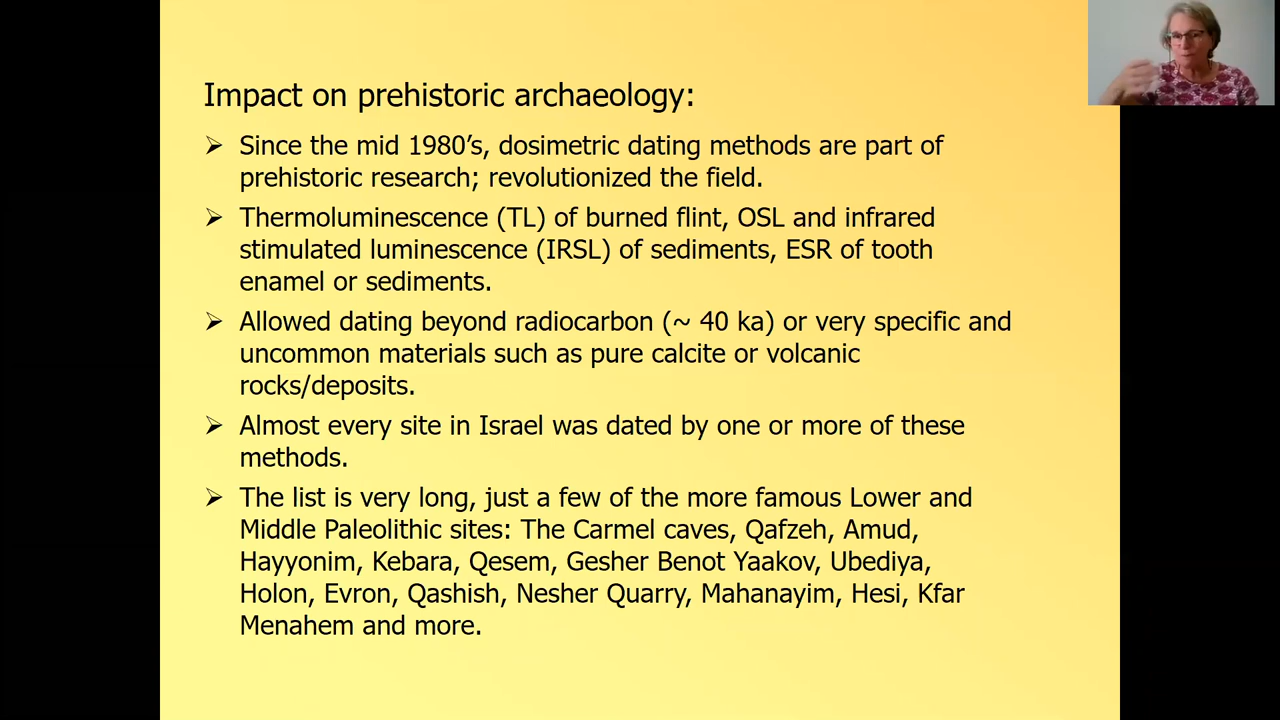 Impact on prehistoric archaeology:
Since the mid 1980’s, dosimetric dating methods are part of
prehistoric research; revolutionized the field.
Thermoluminescence (TL) of burned flint, OSL and infrared
stimulated luminescence (IRSL) of sediments, ESR of tooth
enamel or sediments.
Allowed dating beyond radiocarbon (~ 40 ka) or very specific and
uncommon materials such as pure calcite or volcanic
rocks/deposits.
Almost every site in Israel was dated by one or more of these
methods.
The list is very long, just a few of the more famous Lower and
Middle Paleolithic sites: The Carmel caves, Qafzeh, Amud,
Hayyonim, Kebara, Qesem, Gesher Benot Yaakov, Ubediya,
Holon, Evron, Qashish, Nesher Quarry, Mahanayim, Hesi, Kfar
Menahem and more.